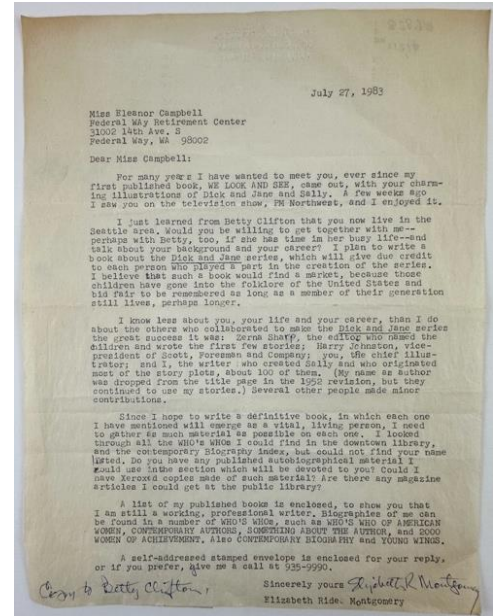 July 27, 1983
Miss Eleanor Campbell
Federal WAy Retirement Center
31002 14th Ave. S
Federal Way, WA 98002
Dear Miss Campbell:
For many years I have wanted to meet you, ever since my
first published book, WE LOOK AND SEE, came out, with your charm-
ing illustrations of Dick and Jane and Sally. A few weeks ago
I saw you on the television show, PM Northwest, and I enjoyed it.
I just learned from Betty Clifton that you now live in the
Seattle area. Would you be willing to get together with me--
perhaps with Betty, too, if she has time im her busy life--and
talk about your background and your career? I plan to write a
book about the Dick and Jane series, which will give due credit
to each person who played a part in the creation of the series.
I believe that such a book would find a market, because those
children have gone into the folklore of the United States and
bid fair to be remembered as long as a member of their generation
still lives, perhaps longer.
I know less about you, your life and your career, than I do
about the others who collaborated to make the Dick and Jane series
the great success it was: Zerna Sharp, the editor who named the
children and wrote the first few stories; Harry Johnston, vice-
president of Scott, Foresman and Company; you, the chief illus-
trator; and I, the writer who created Sally and who originated
most of the story plots, about 100 of them. (My name as author
was dropped from the title page in the 1952 revision, but they
continued to use my stories.) Several other people made minor
contributions.
Since I hope to write a definitive book, in which each one
I have mentioned will emerge as a vital, living person, I need
to gather as much material as possible on each one. I looked
through all the WHO'S WHOs I could find in the downtown library,
and the contemporary Biography index, but could not find your name
listed. Do you have any published autobiographical material I
could use inthe section which will be devoted to you? Could I
have Xeroxed copies made of such material? Are there any magazine
articles I could get at the public library?
A list of my published books is enclosed, to show you that
I am still a working, professional writer. Biographies of me can
be found in a number of WHO'S WHOs, such as WHO'S WHO OF AMERICAN
WOMEN, CONTEMPORARY AUTHORS, SOMETHING ABOUT THE AUTHOR, and 2000
WOMEN OF ACHIEVEMENT. Also CONTEMPORARY BIOGRAPHY and YOUNG WINGS.
A self-addressed stamped envelope is enclosed for your reply,
or if you prefer, give me a call at 935-9990.
Sincerely yours Elizabeth R Montgomery
Copy to Betty Clifton,
Elizabeth Rider Montgomery